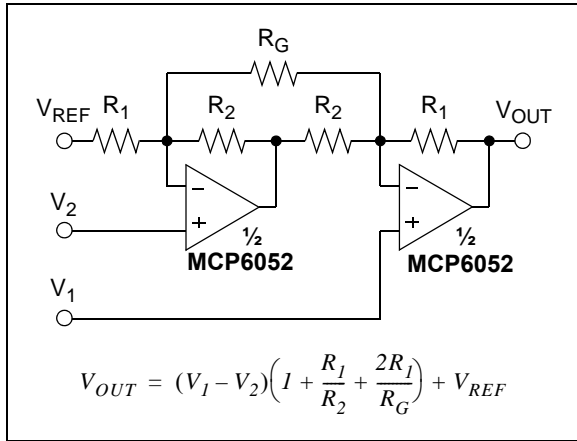 R_G
V_REF R_1 R_2 R_2 R_1 V_OUT
− −
V_2 + +
½ ½
MCP6052 MCP6052
V_1
V_OUT = (V_1 – V_2)(1 + R_1/R_2 + 2R_1/R_G) + V_REF